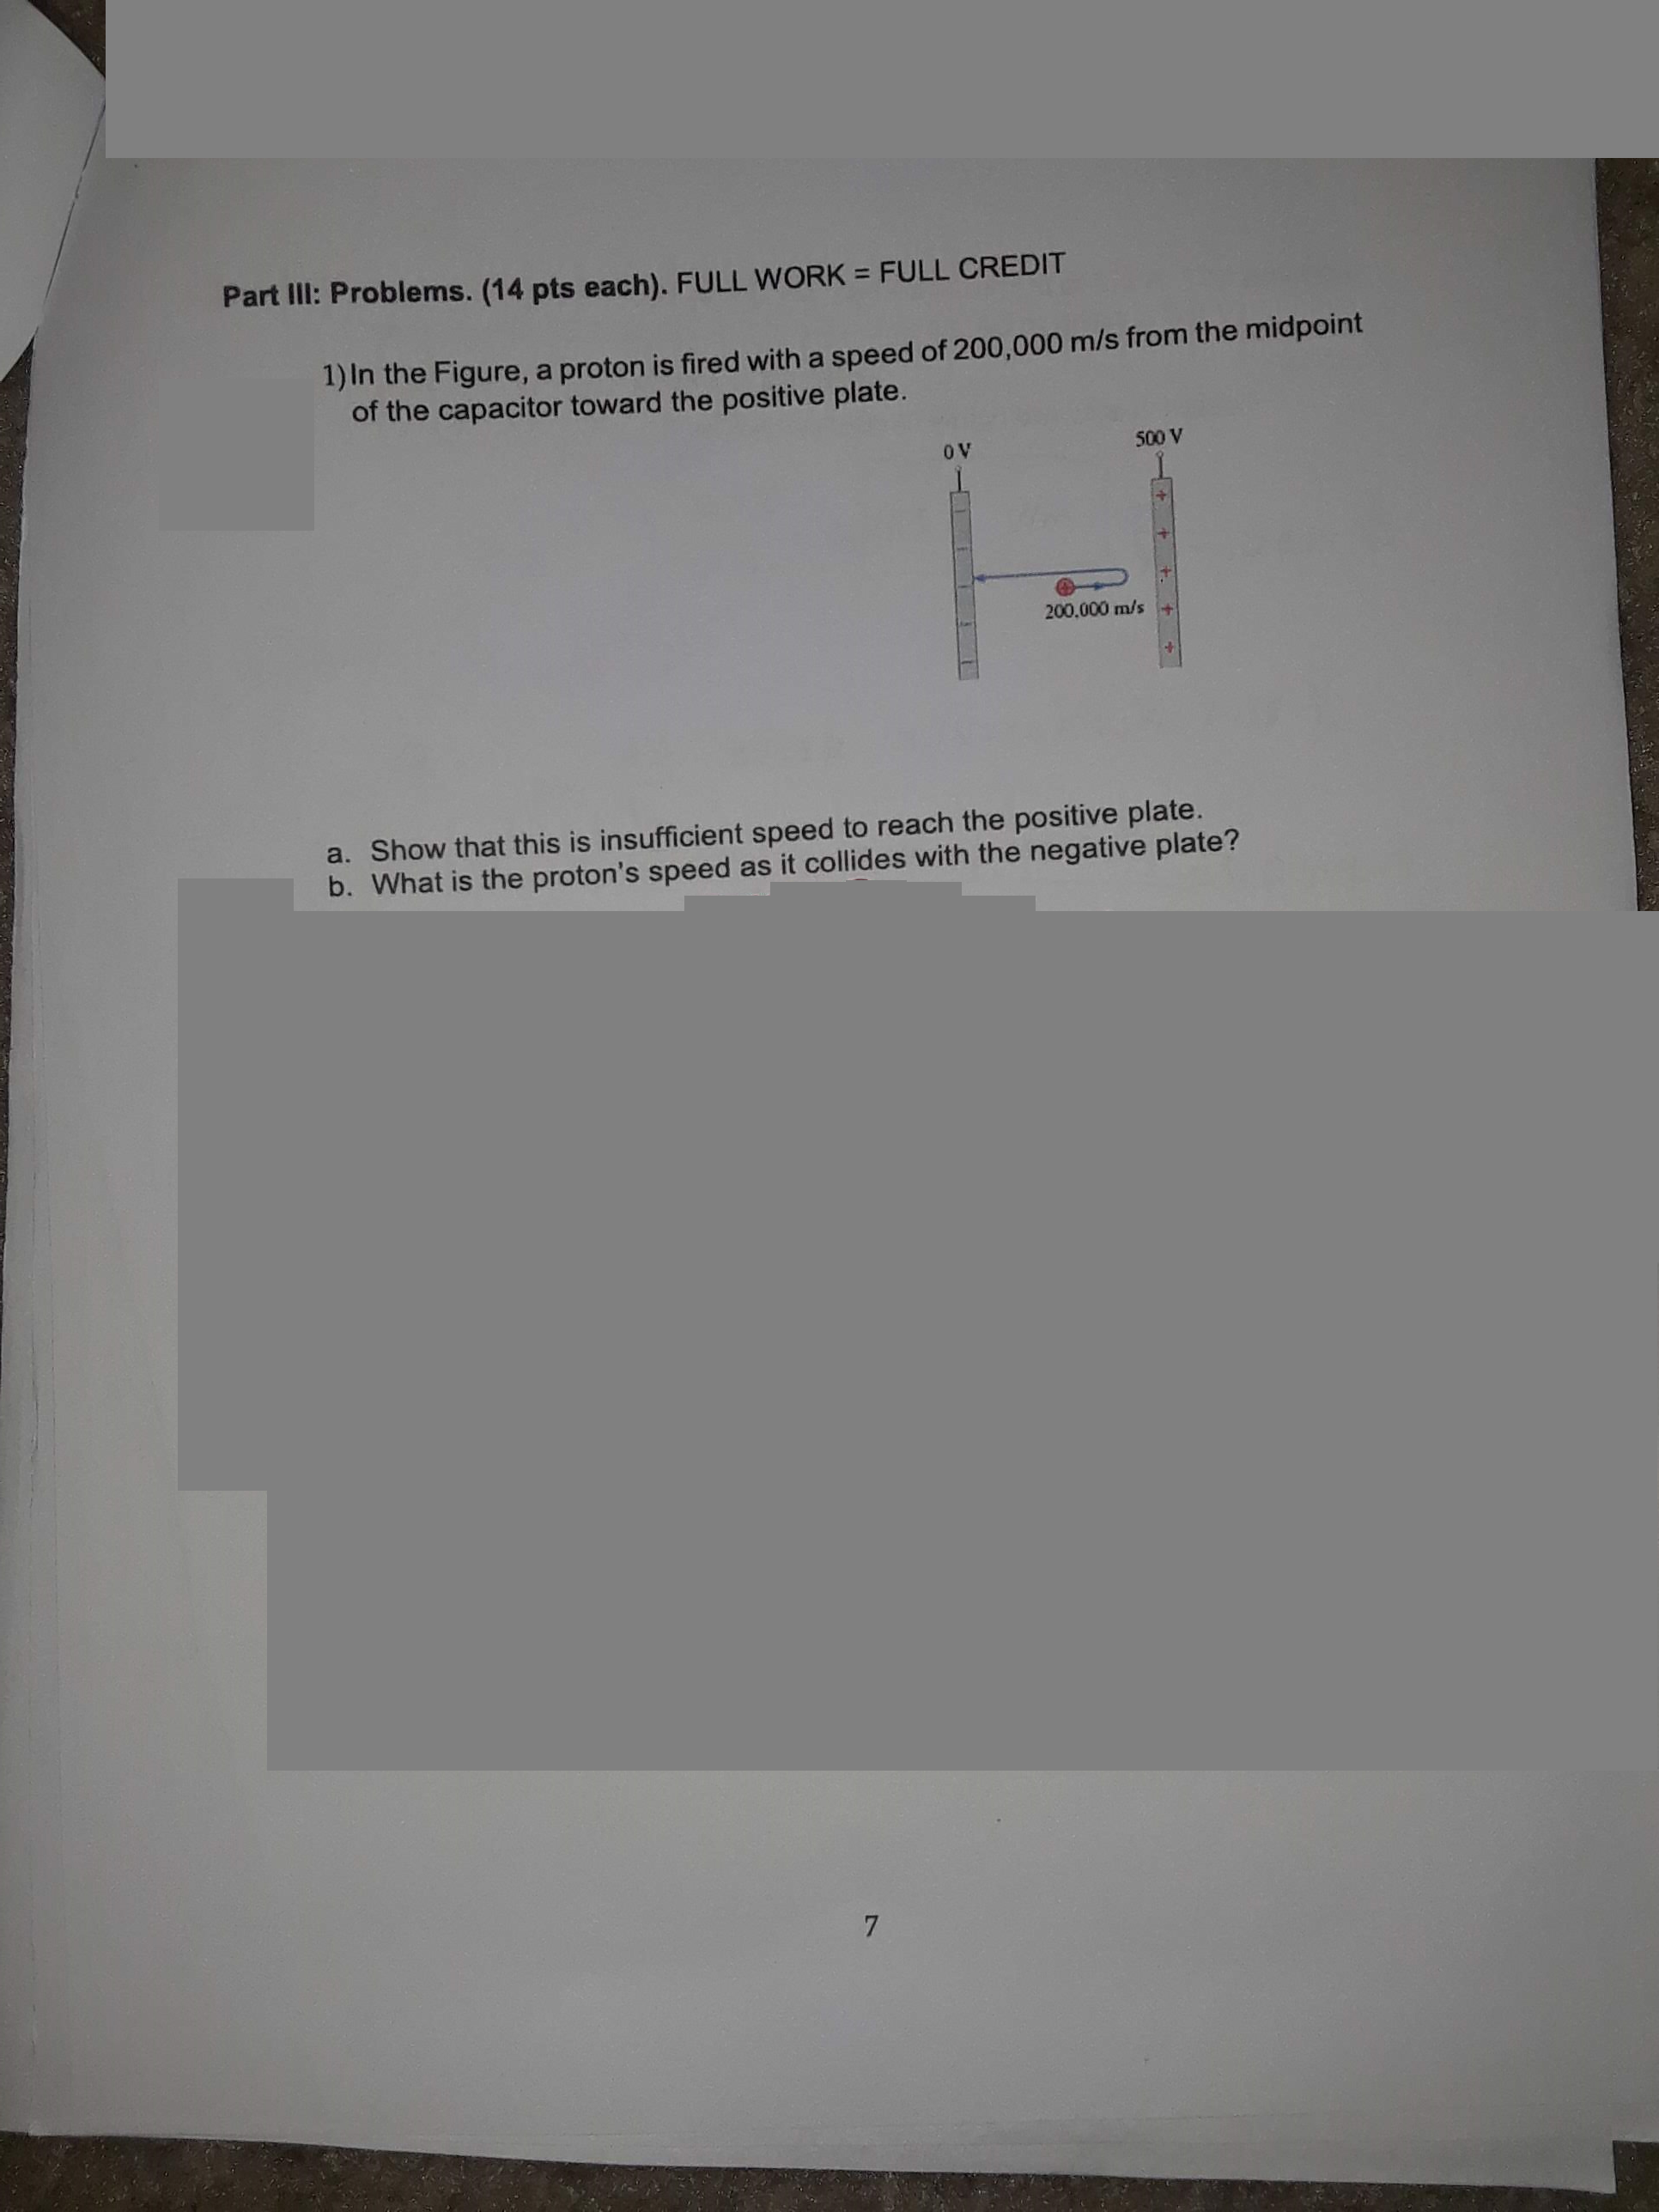 Part III: Problems. (14 pts each). FULL WORK = FULL CREDIT
1) In the Figure, a proton is fired with a speed of 200,000 m/s from the midpoint
of the capacitor toward the positive plate.
0 V
500 V
200,000 m/s
a. Show that this is insufficient speed to reach the positive plate.
b. What is the proton's speed as it collides with the negative plate?
7